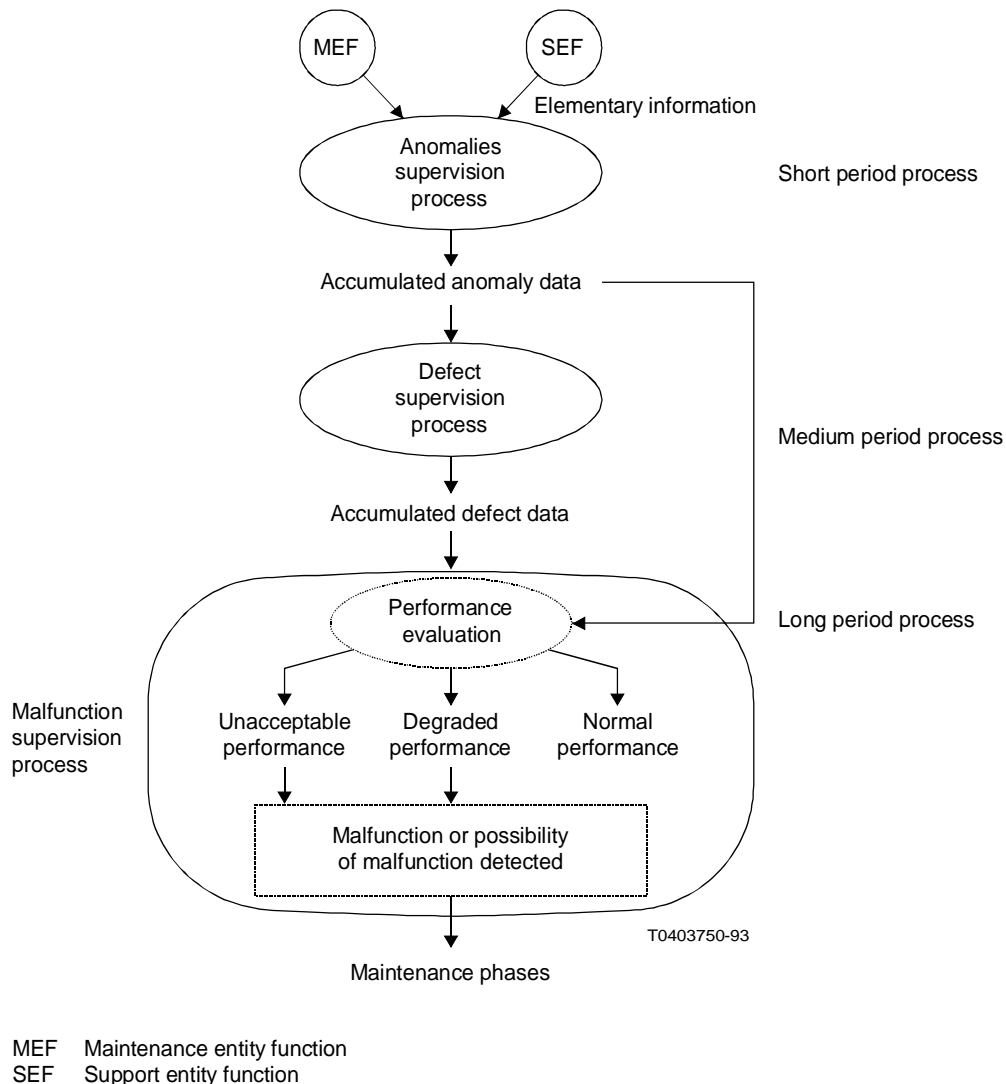 MEF
SEF
Elementary information
Anomalies
supervision
process
Short period process
Accumulated anomaly data
Defect
supervision
process
Medium period process
Accumulated defect data
Performance
evaluation
Long period process
Malfunction
supervision
process
Unacceptable
performance
Degraded
performance
Normal
performance
Malfunction or possibility
of malfunction detected
T0403750-93
Maintenance phases
MEF Maintenance entity function
SEF Support entity function